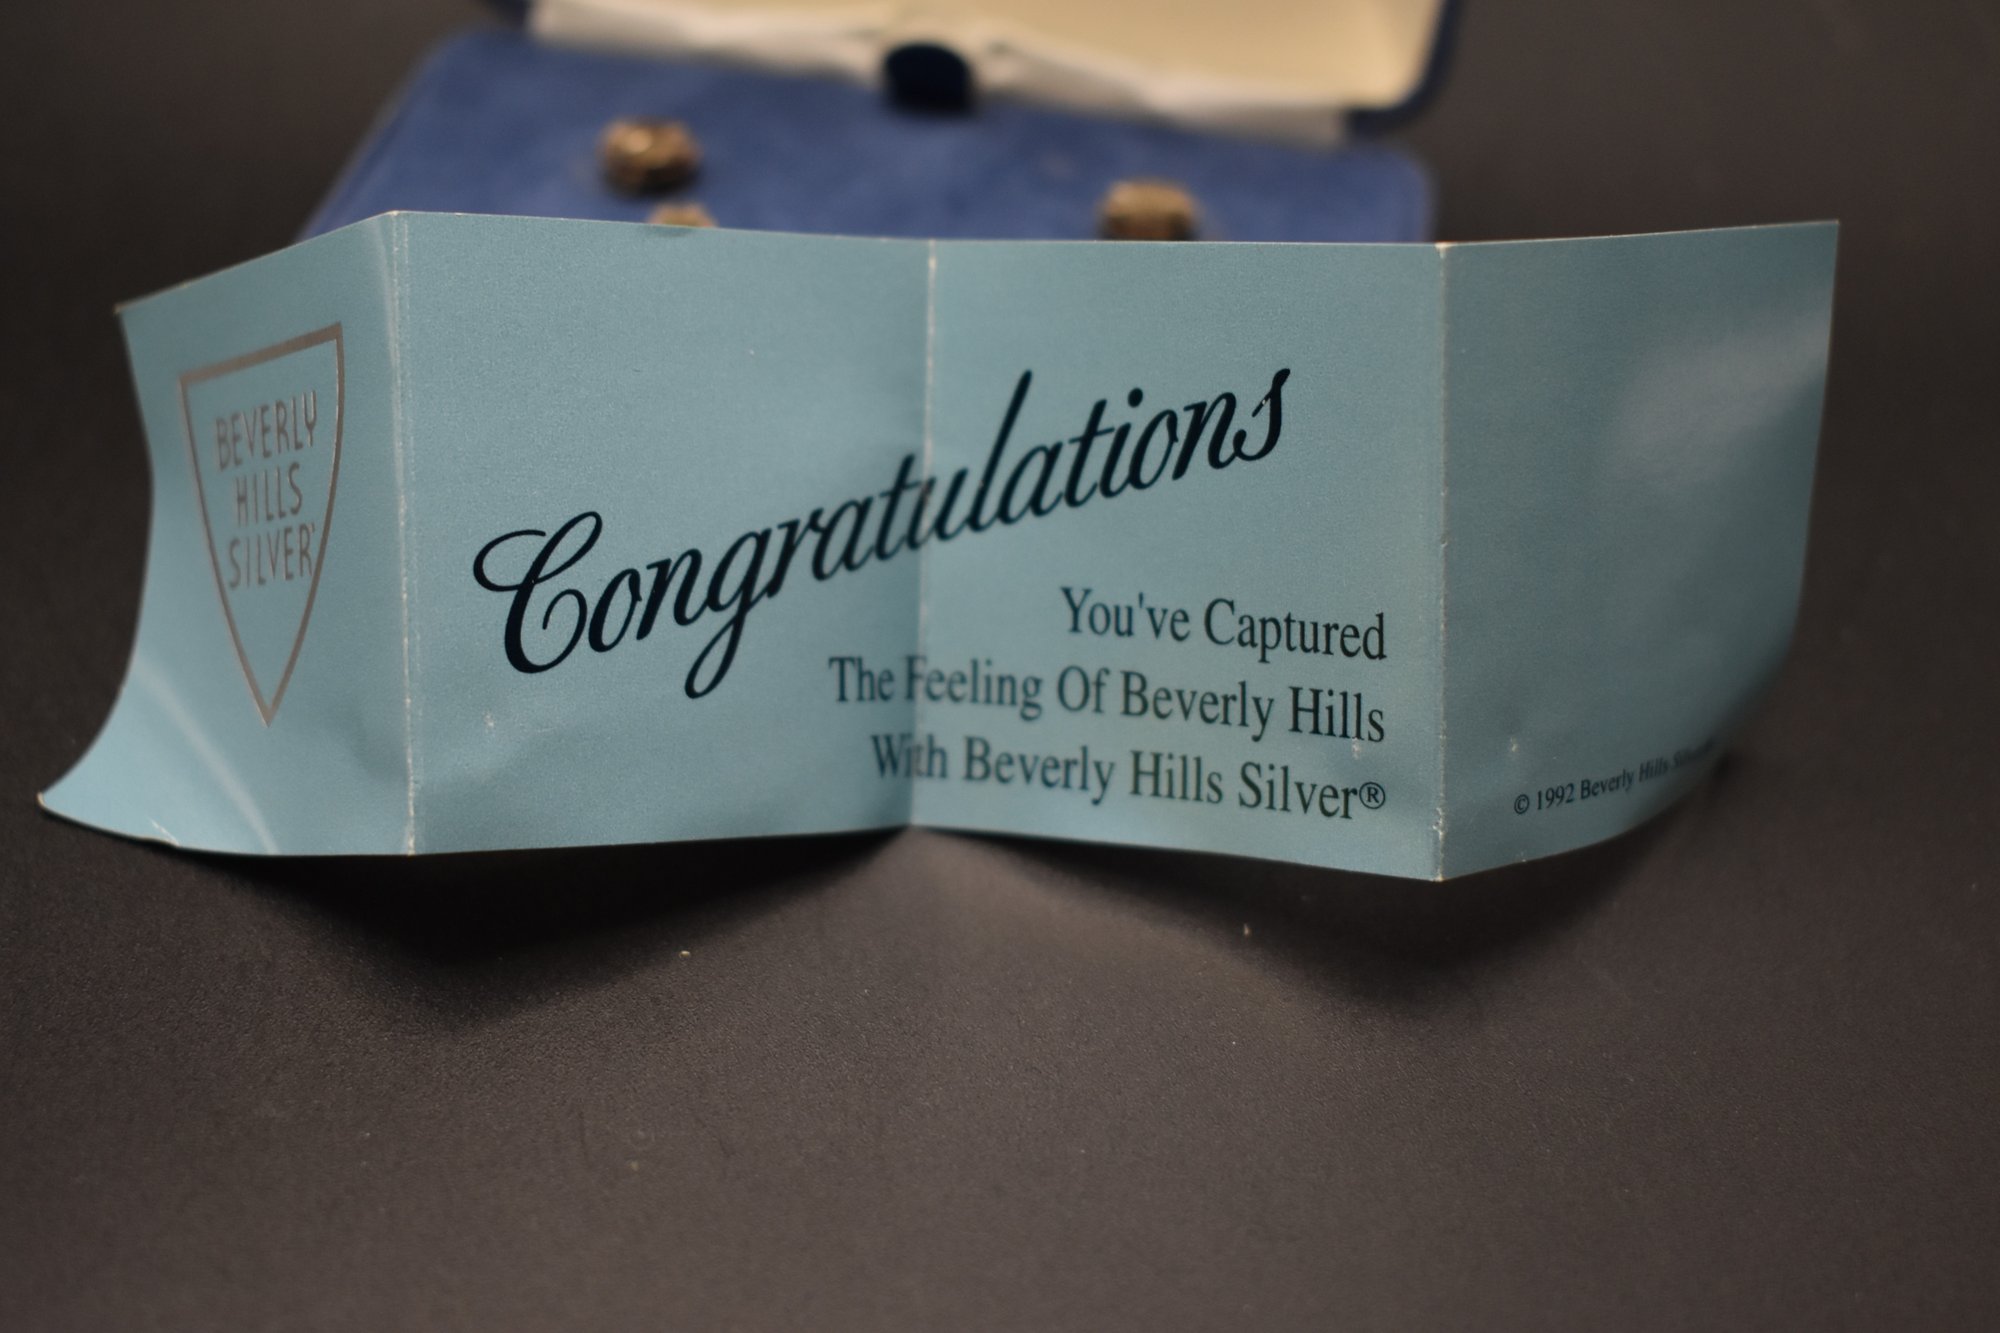 BEVERLY
HILLS
SILVER®
Congratulations
You've Captured
The Feeling Of Beverly Hills
With Beverly Hills Silver®
© 1992 Beverly Hills